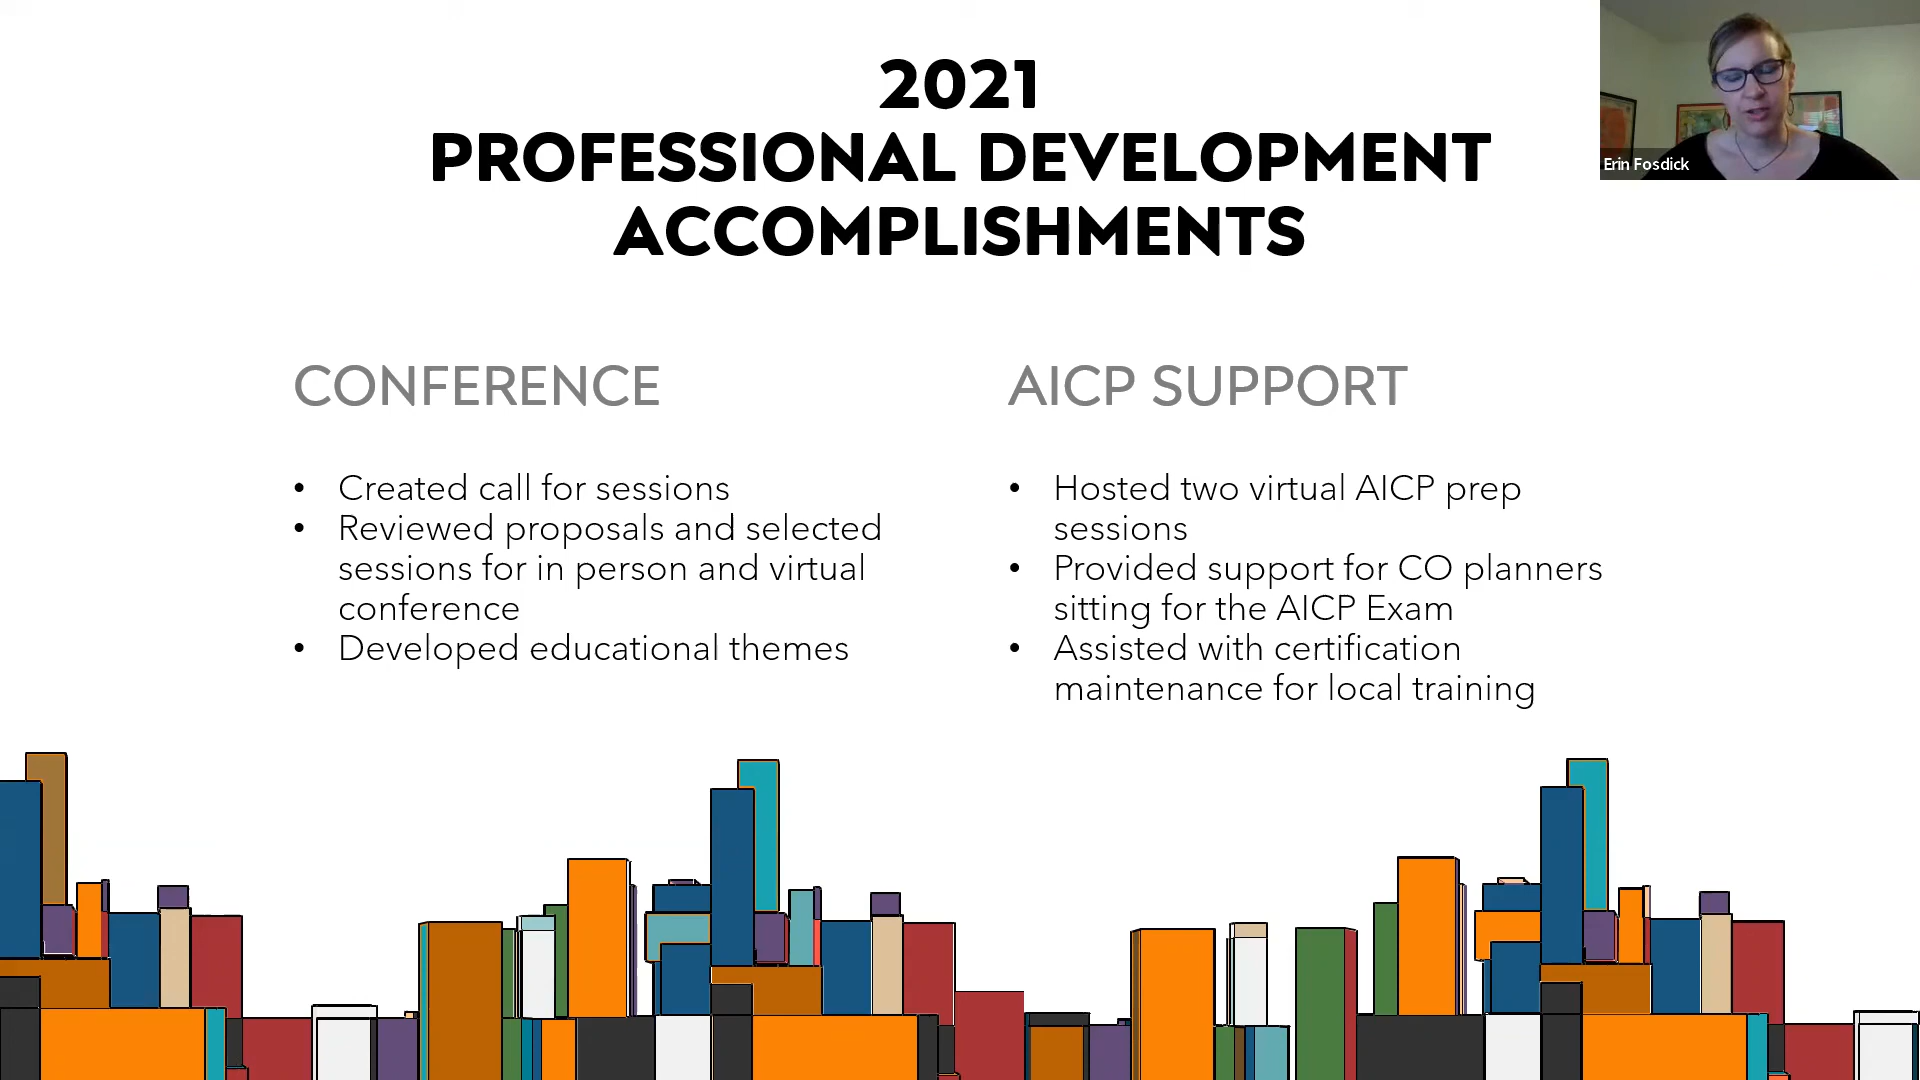 2021
PROFESSIONAL DEVELOPMENT
ACCOMPLISHMENTS
Erin Fosdick
CONFERENCE
• Created call for sessions
• Reviewed proposals and selected
sessions for in person and virtual
conference
• Developed educational themes
AICP SUPPORT
• Hosted two virtual AICP prep
sessions
• Provided support for CO planners
sitting for the AICP Exam
• Assisted with certification
maintenance for local training